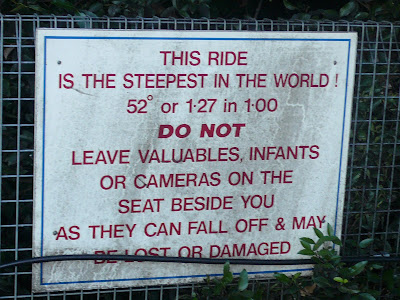 THIS RIDE
IS THE STEEPEST IN THE WORLD !
52° or 1·27 in 1·00
DO NOT
LEAVE VALUABLES, INFANTS
OR CAMERAS ON THE
SEAT BESIDE YOU
AS THEY CAN FALL OFF & MAY
BE LOST OR DAMAGED